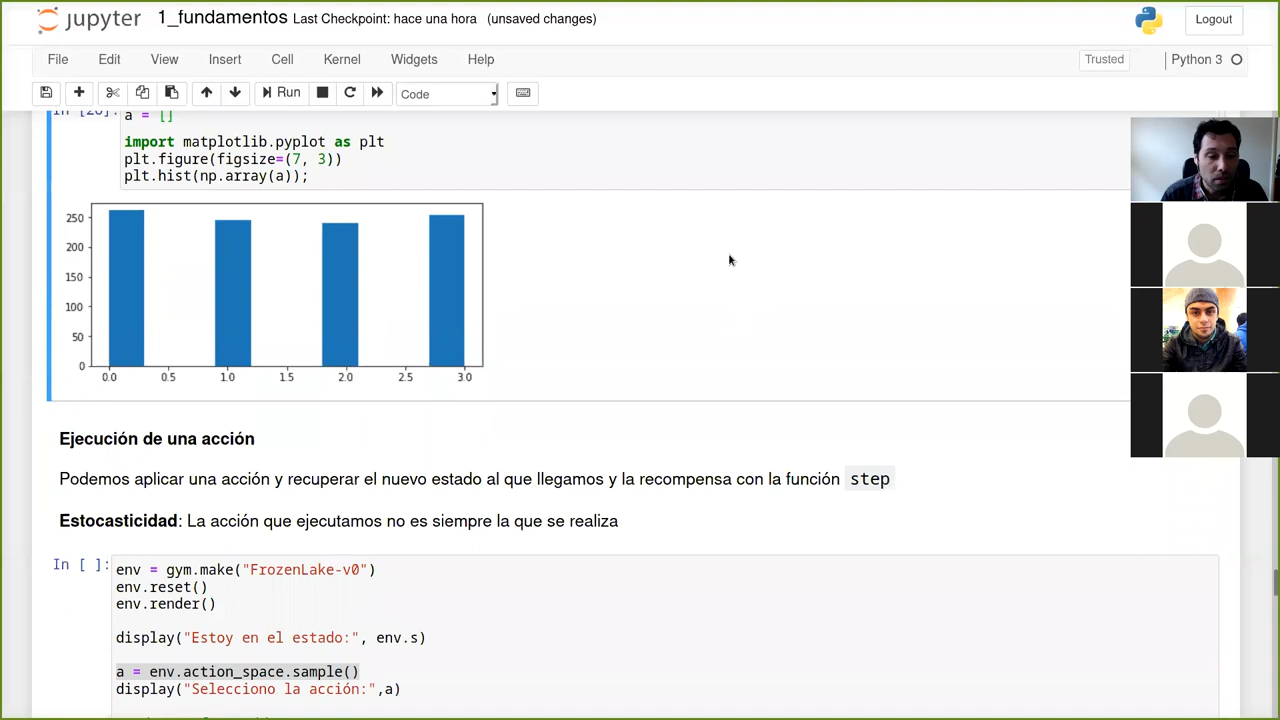 jupyter 1_fundamentos Last Checkpoint: hace una hora (unsaved changes)
Logout
File Edit View Insert Cell Kernel Widgets Help
Trusted Python 3
Run Code
a = []
import matplotlib.pyplot as plt
plt.figure(figsize=(7, 3))
plt.hist(np.array(a));
250
200
150
100
50
0
0.0 0.5 1.0 1.5 2.0 2.5 3.0
Ejecución de una acción
Podemos aplicar una acción y recuperar el nuevo estado al que llegamos y la recompensa con la función step
Estocasticidad: La acción que ejecutamos no es siempre la que se realiza
In [ ]:
env = gym.make("FrozenLake-v0")
env.reset()
env.render()
display("Estoy en el estado:", env.s)
a = env.action_space.sample()
display("Selecciono la acción:",a)